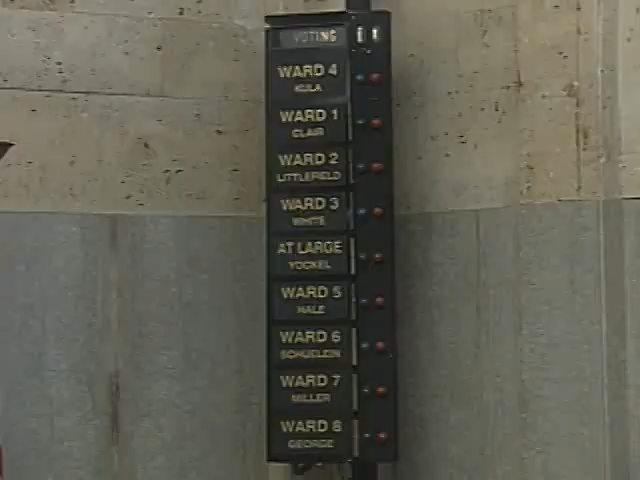 VOTING
WARD 4
KULA
WARD 1
CLAIR
WARD 2
LITTLEFIELD
WARD 3
WHITE
AT LARGE
YOCKEL
WARD 5
HALE
WARD 6
SCHUELEIN
WARD 7
MILLER
WARD 8
GEORGE